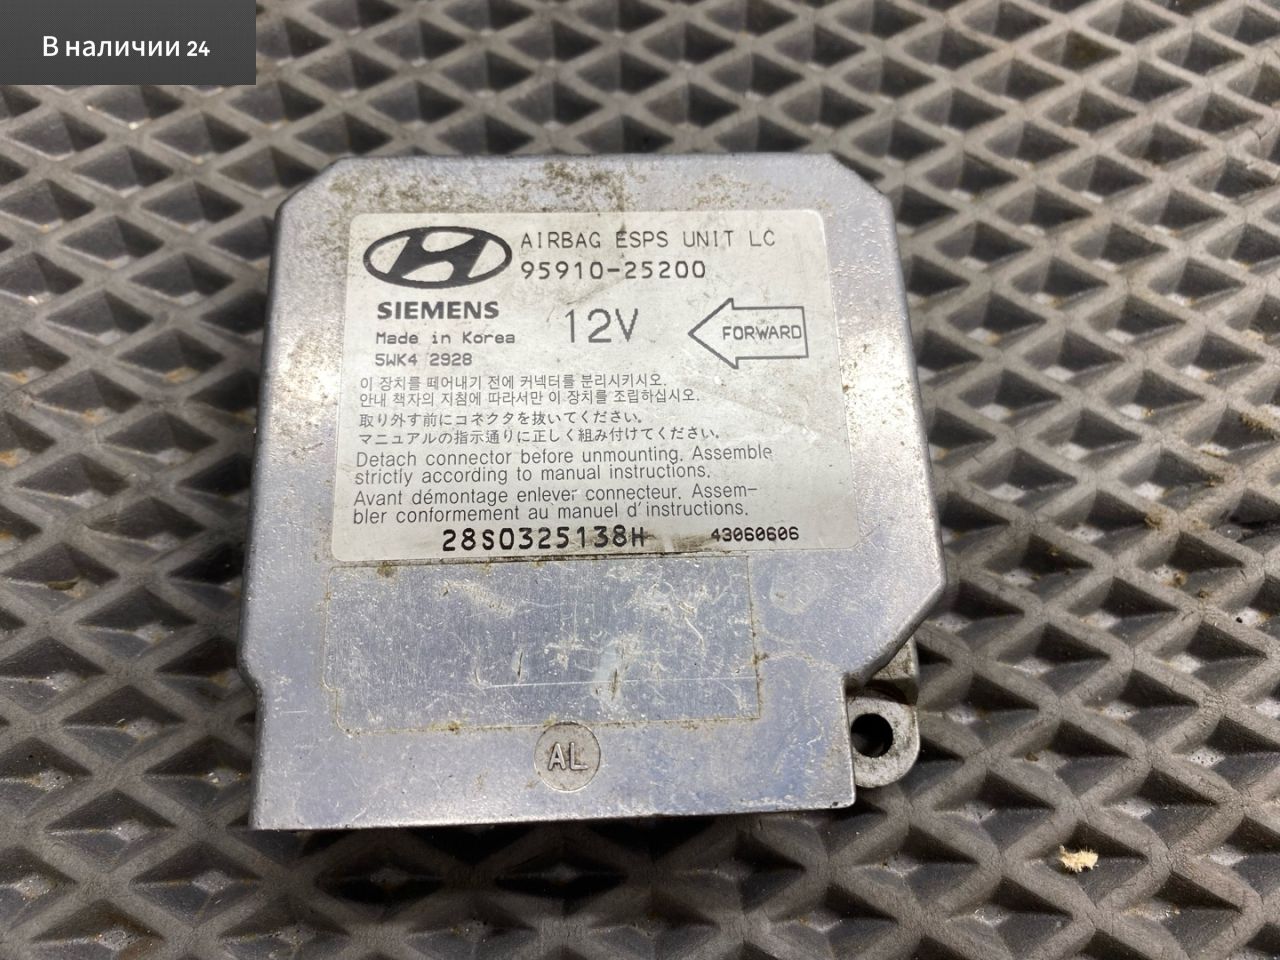 В наличии 24
AIRBAG ESPS UNIT LC
95910-25200
SIEMENS
12V
FORWARD
Made in Korea
5WK4 2928
이 장치를 떼어내기 전에 커넥터를 분리시키시오.
안내 책자의 지침에 따라서만 이 장치를 조립하십시오.
取り外す前にコネクタを抜いてください。
マニュアルの指示通りに正しく組み付けてください。
Detach connector before unmounting. Assemble
strictly according to manual instructions.
Avant démontage enlever connecteur. Assem-
bler conformement au manuel d'instructions.
28S0325138H 43060606
AL